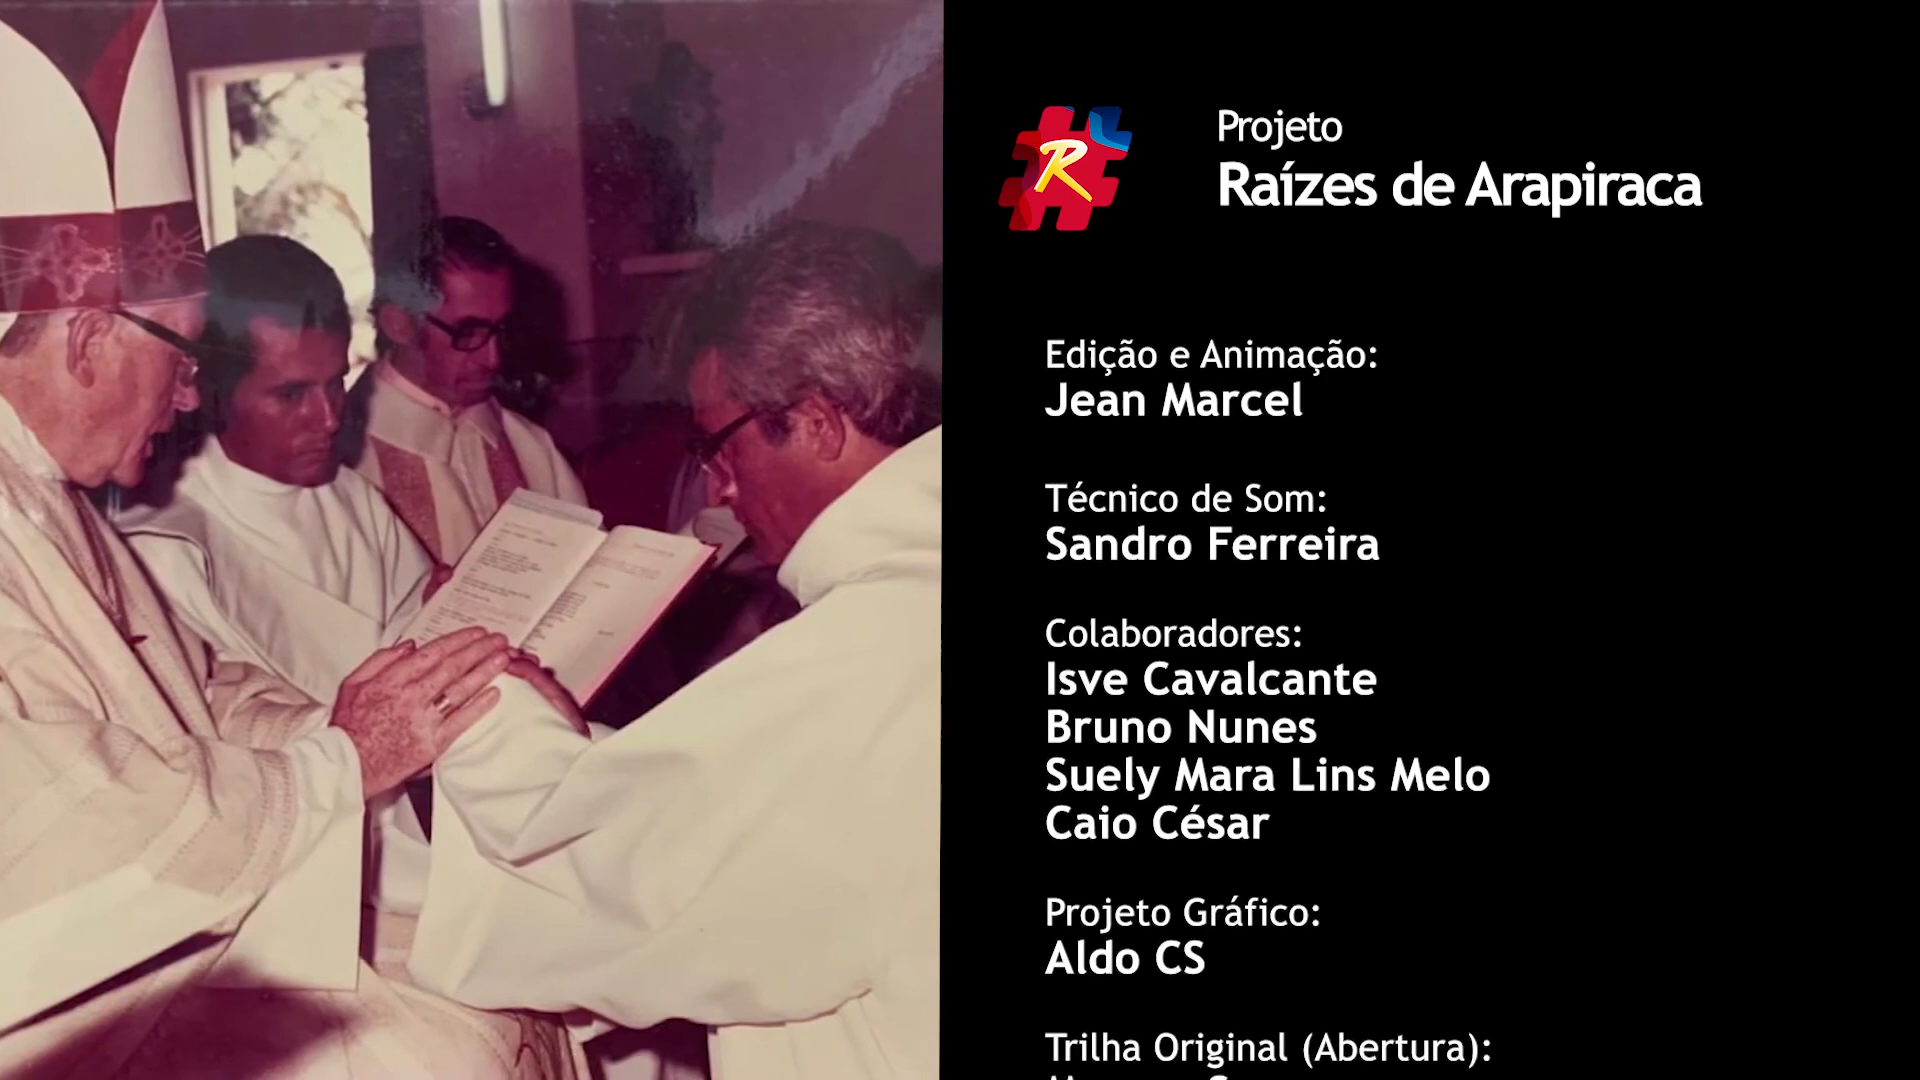 R
Projeto
Raízes de Arapiraca
Edição e Animação:
Jean Marcel
Técnico de Som:
Sandro Ferreira
Colaboradores:
Isve Cavalcante
Bruno Nunes
Suely Mara Lins Melo
Caio César
Projeto Gráfico:
Aldo CS
Trilha Original (Abertura):